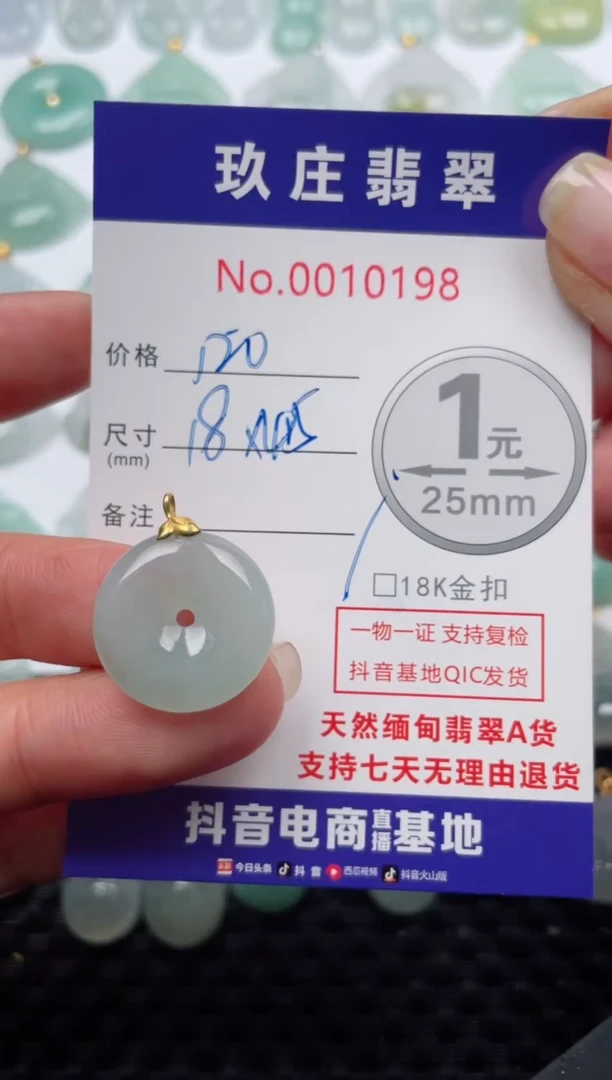 玖庄翡翠
No.0010198
价格 150
尺寸 18
(mm)
备注
1元
25mm
□18K金扣
一物一证 支持复检
抖音基地QIC发货
天然缅甸翡翠A货
支持七天无理由退货
抖音电商直播基地
今日头条 抖音 西瓜视频 抖音火山版